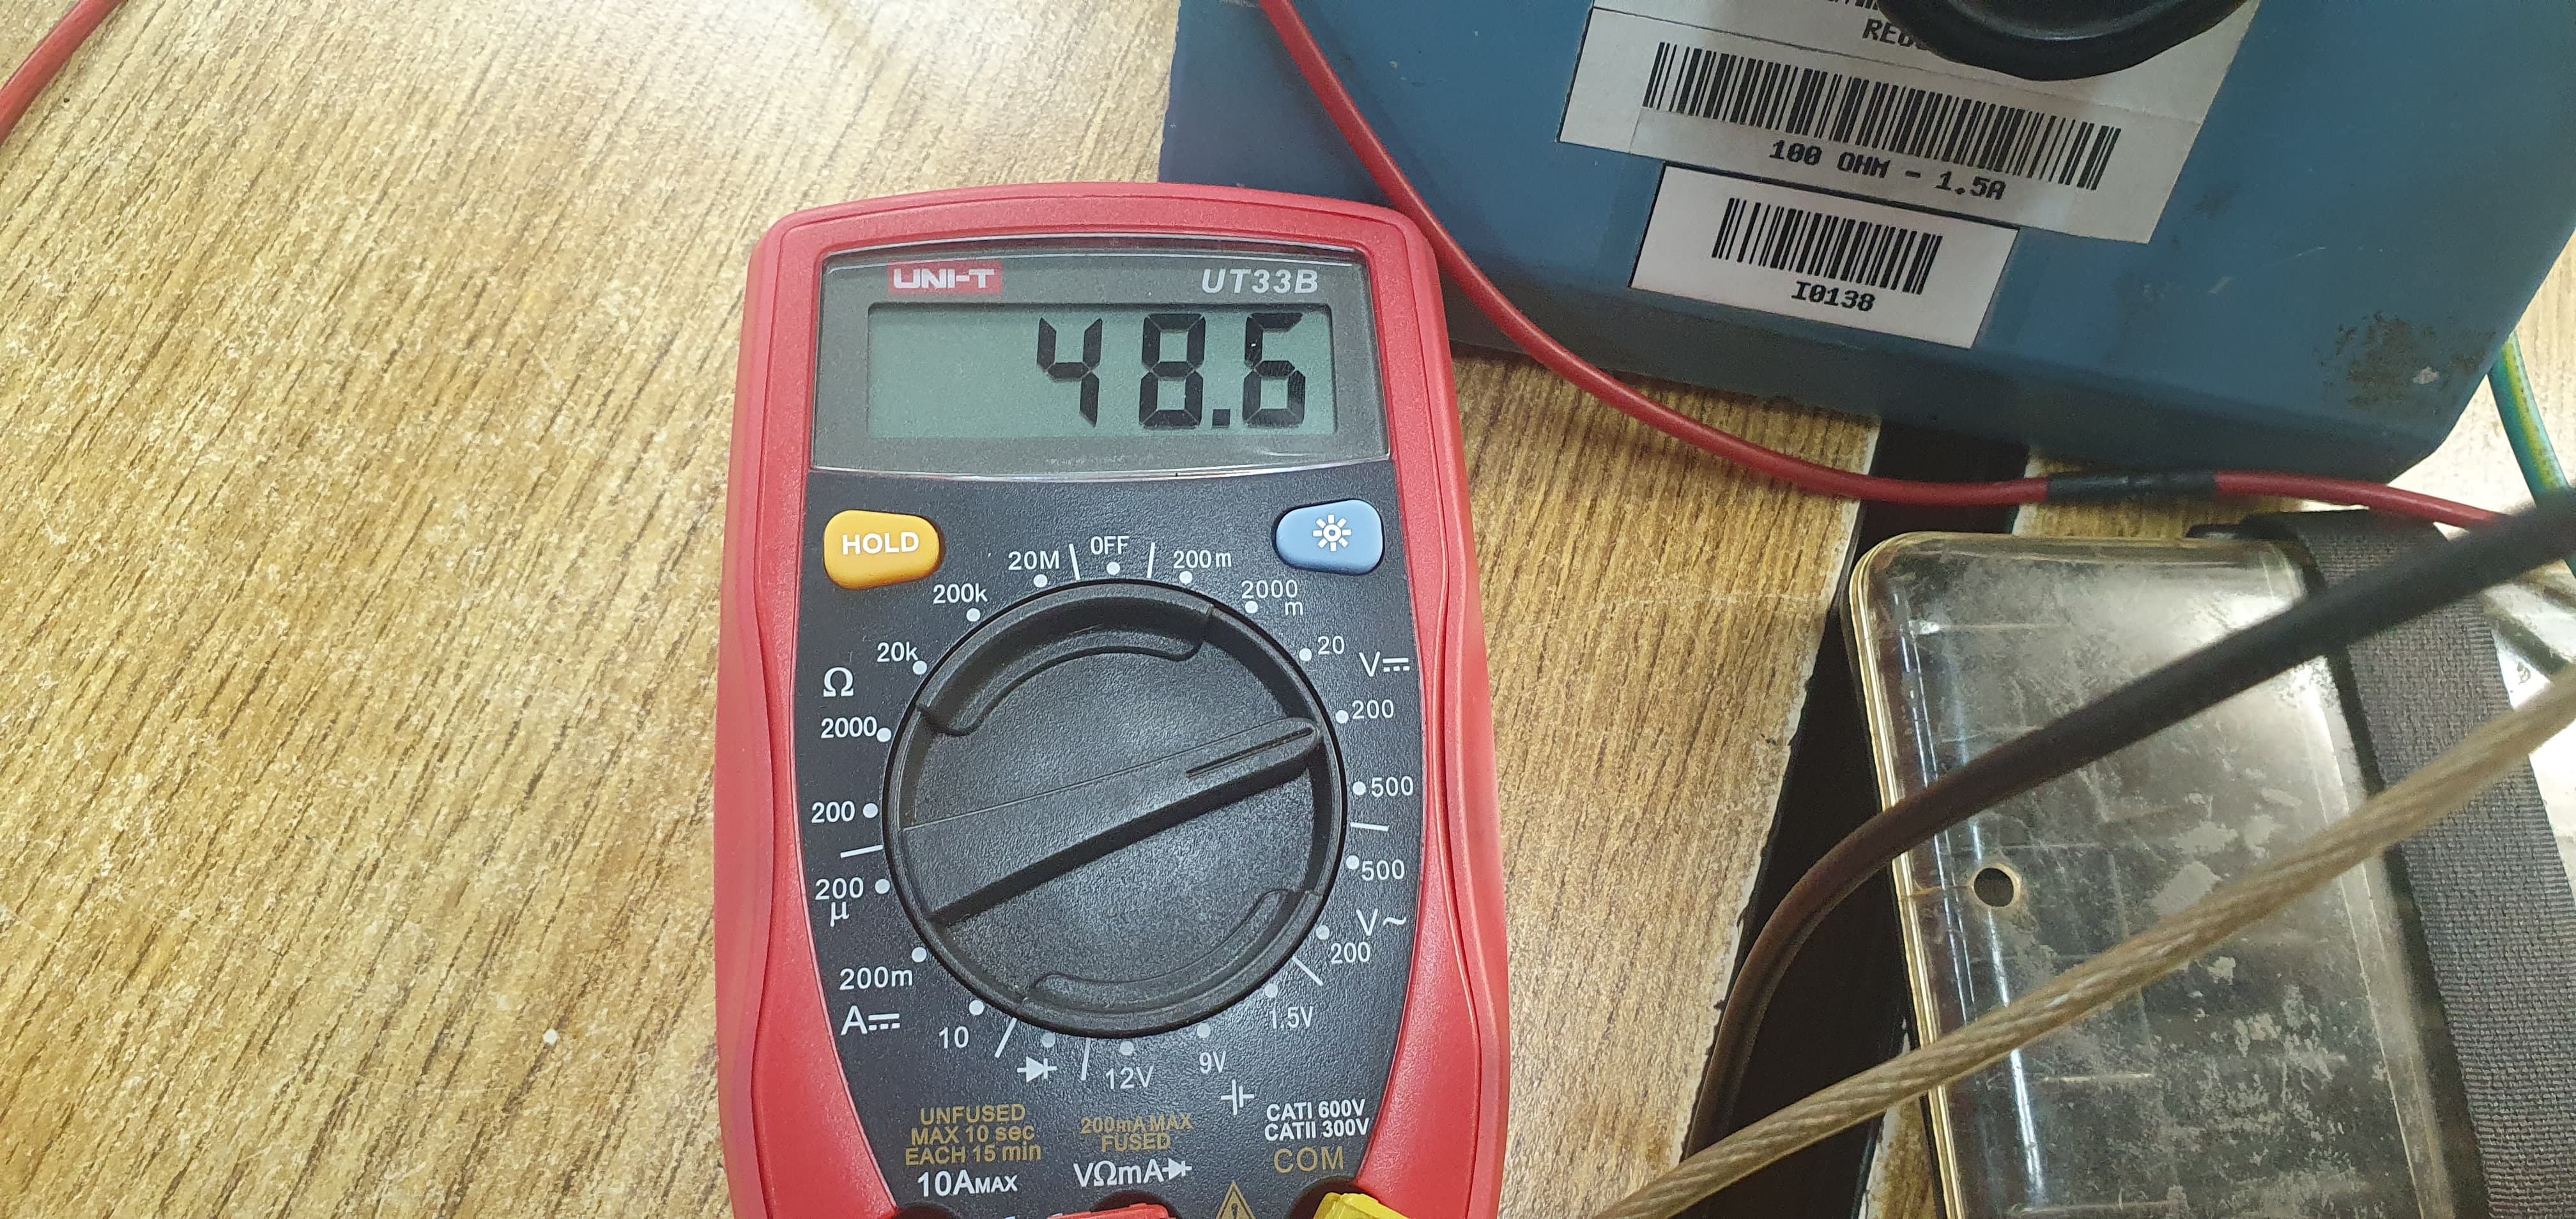 100 OHM - 1.5A
I0138
UNI-T UT33B
48.6
HOLD
20M OFF 200m
200k 2000m
20k 20
V
Ω 200
2000
500
200
500
200μ
V~
200
200m
A
10 1.5V
12V 9V
UNFUSED
MAX 10 sec
EACH 15 min
10AMAX
200mA MAX
FUSED
VΩmA
CATI 600V
CATII 300V
COM